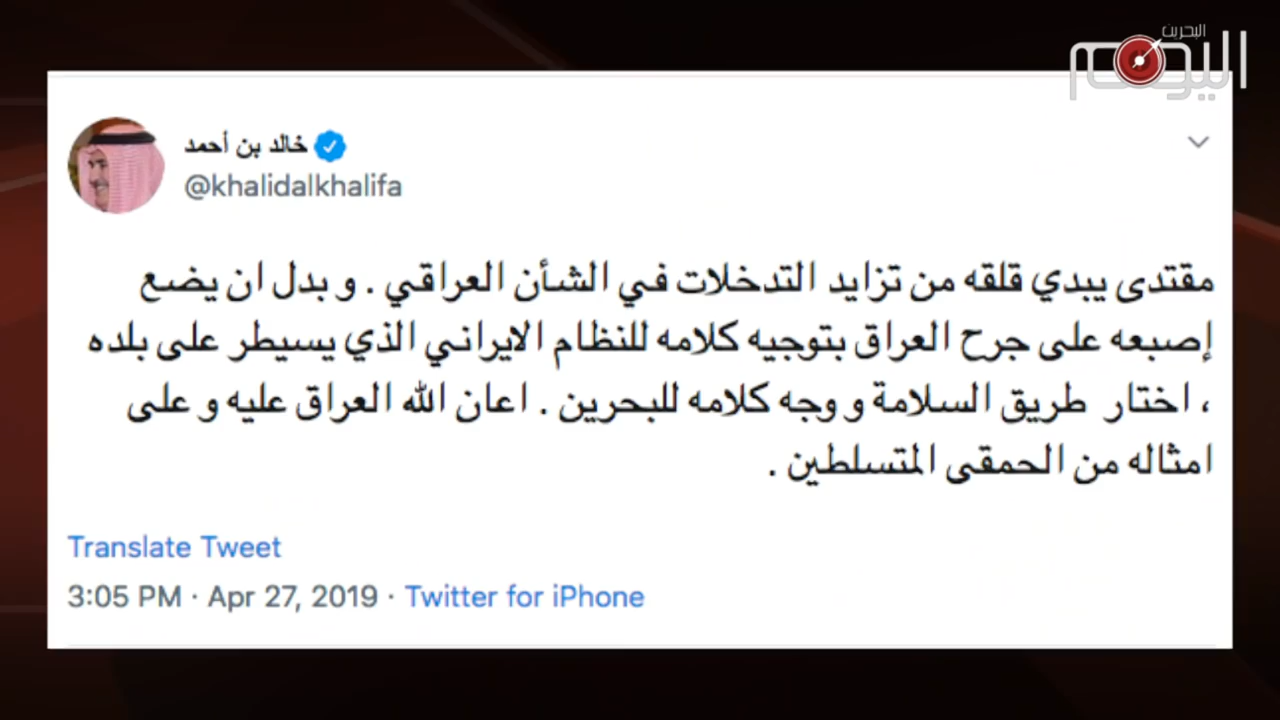 البحرين
اليوم
خالد بن أحمد
@khalidalkhalifa
مقتدى يبدي قلقه من تزايد التدخلات في الشأن العراقي . و بدل ان يضع
إصبعه على جرح العراق بتوجيه كلامه للنظام الايراني الذي يسيطر على بلده
، اختار طريق السلامة و وجه كلامه للبحرين . اعان الله العراق عليه و على
امثاله من الحمقى المتسلطين .
Translate Tweet
3:05 PM · Apr 27, 2019 · Twitter for iPhone